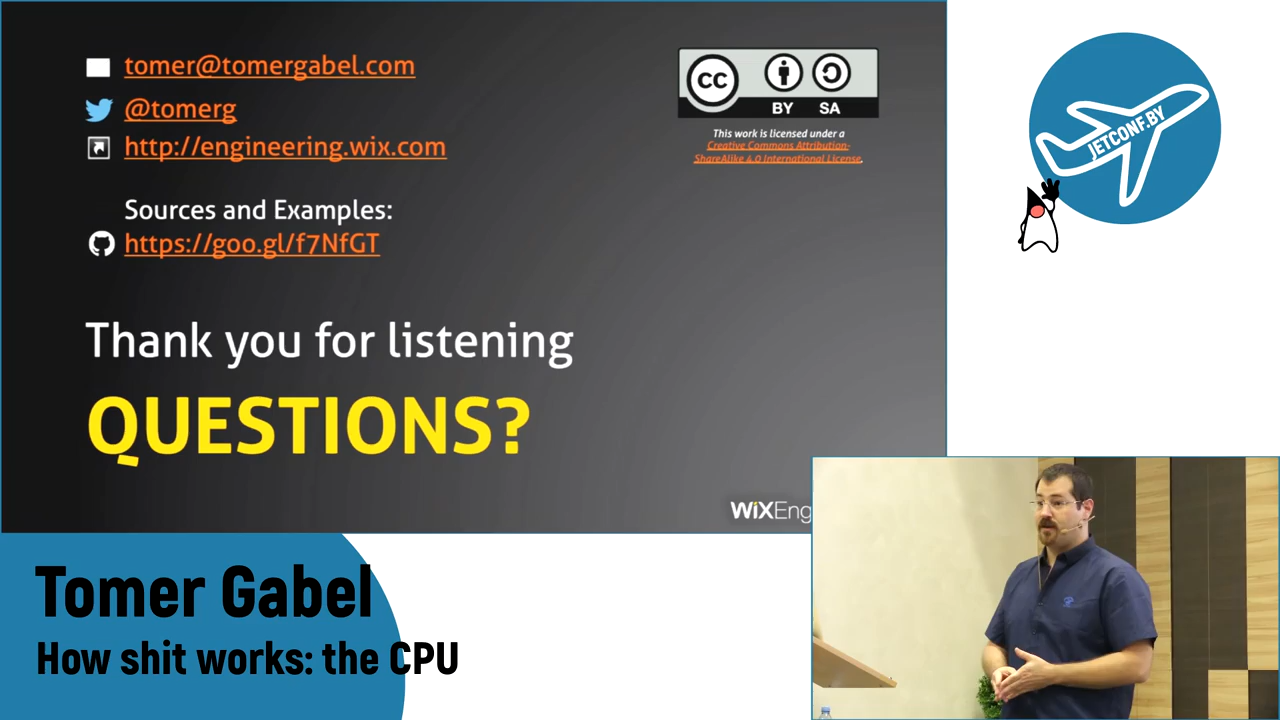 tomer@tomergabel.com
@tomerg
http://engineering.wix.com
Sources and Examples:
https://goo.gl/f7NfGT
cc
BY SA
This work is licensed under a
Creative Commons Attribution-
ShareAlike 4.0 International License.
Thank you for listening
QUESTIONS?
WiXEng
JETCONF.BY
Tomer Gabel
How shit works: the CPU